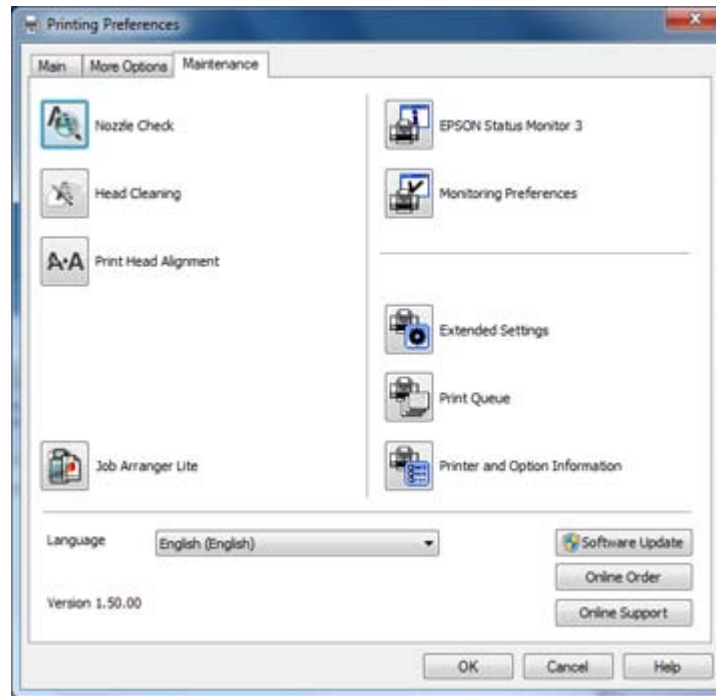 Printing Preferences
Main More Options Maintenance
Nozzle Check
Head Cleaning
A·A Print Head Alignment
Job Arranger Lite
EPSON Status Monitor 3
Monitoring Preferences
Extended Settings
Print Queue
Printer and Option Information
Language English (English)
Version 1.50.00
Software Update
Online Order
Online Support
OK Cancel Help